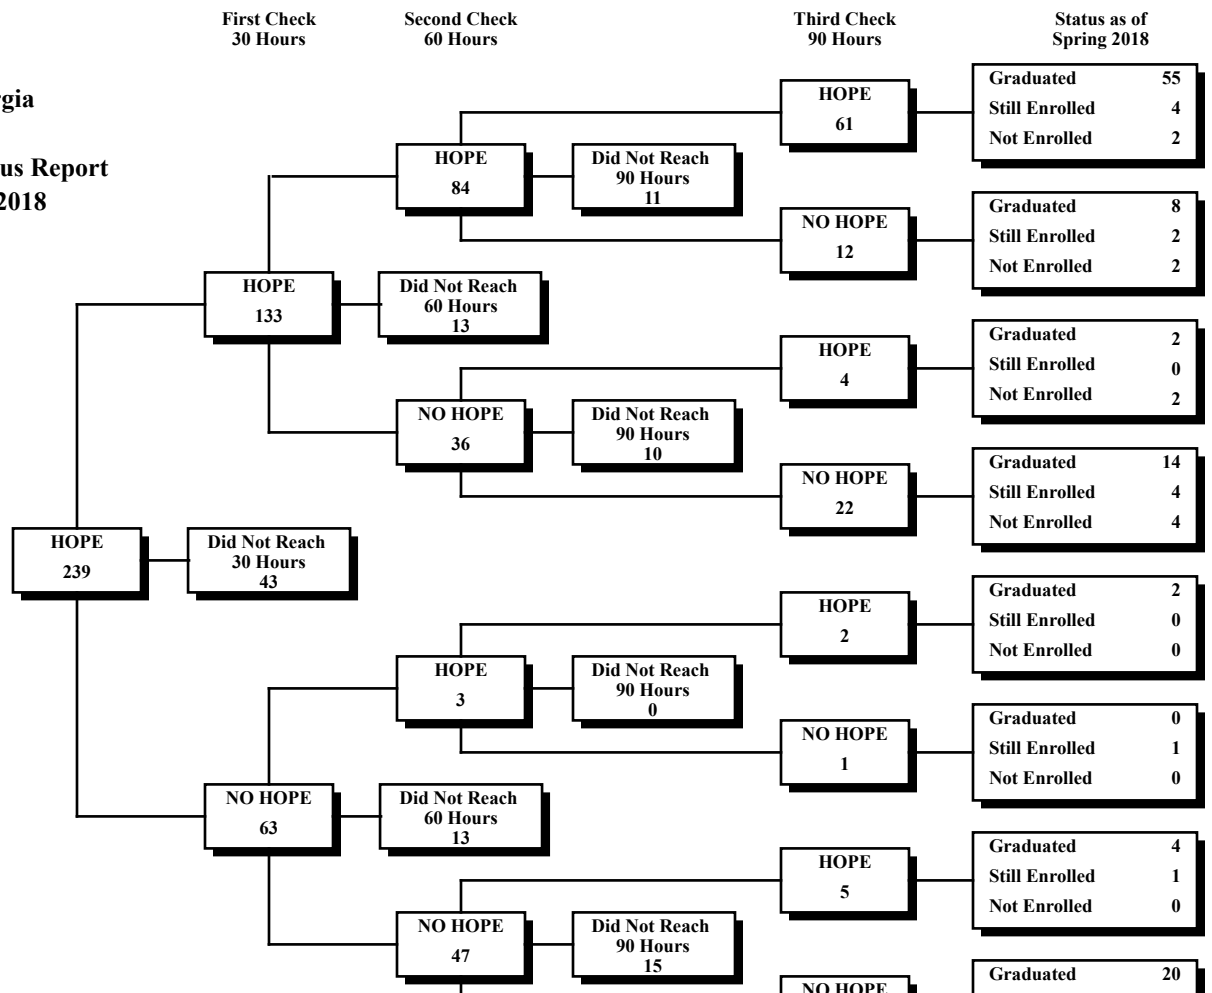 First Check
30 Hours
Second Check
60 Hours
Third Check
90 Hours
Status as of
Spring 2018
rgia
us Report
2018
HOPE
239
Did Not Reach
30 Hours
43
HOPE
133
Did Not Reach
60 Hours
13
NO HOPE
63
Did Not Reach
60 Hours
13
HOPE
84
Did Not Reach
90 Hours
11
NO HOPE
36
Did Not Reach
90 Hours
10
HOPE
3
Did Not Reach
90 Hours
0
NO HOPE
47
Did Not Reach
90 Hours
15
HOPE
61
Graduated 55
Still Enrolled 4
Not Enrolled 2
NO HOPE
12
Graduated 8
Still Enrolled 2
Not Enrolled 2
HOPE
4
Graduated 2
Still Enrolled 0
Not Enrolled 2
NO HOPE
22
Graduated 14
Still Enrolled 4
Not Enrolled 4
HOPE
2
Graduated 2
Still Enrolled 0
Not Enrolled 0
NO HOPE
1
Graduated 0
Still Enrolled 1
Not Enrolled 0
HOPE
5
Graduated 4
Still Enrolled 1
Not Enrolled 0
NO HOPE
Graduated 20